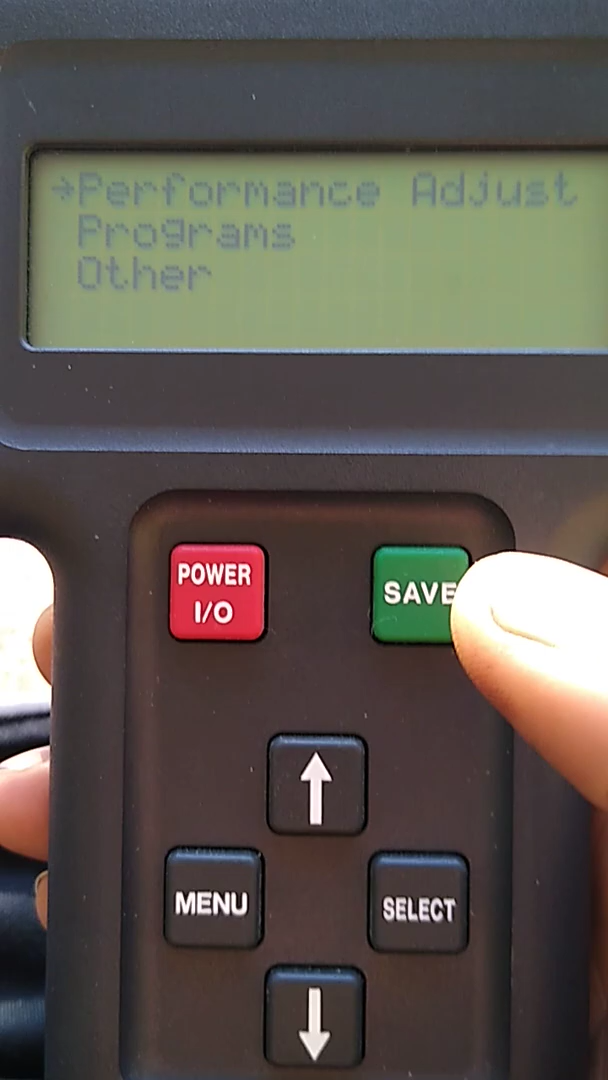 →Performance Adjust
Programs
Other
POWER
I/O
SAVE
↑
MENU
SELECT
↓